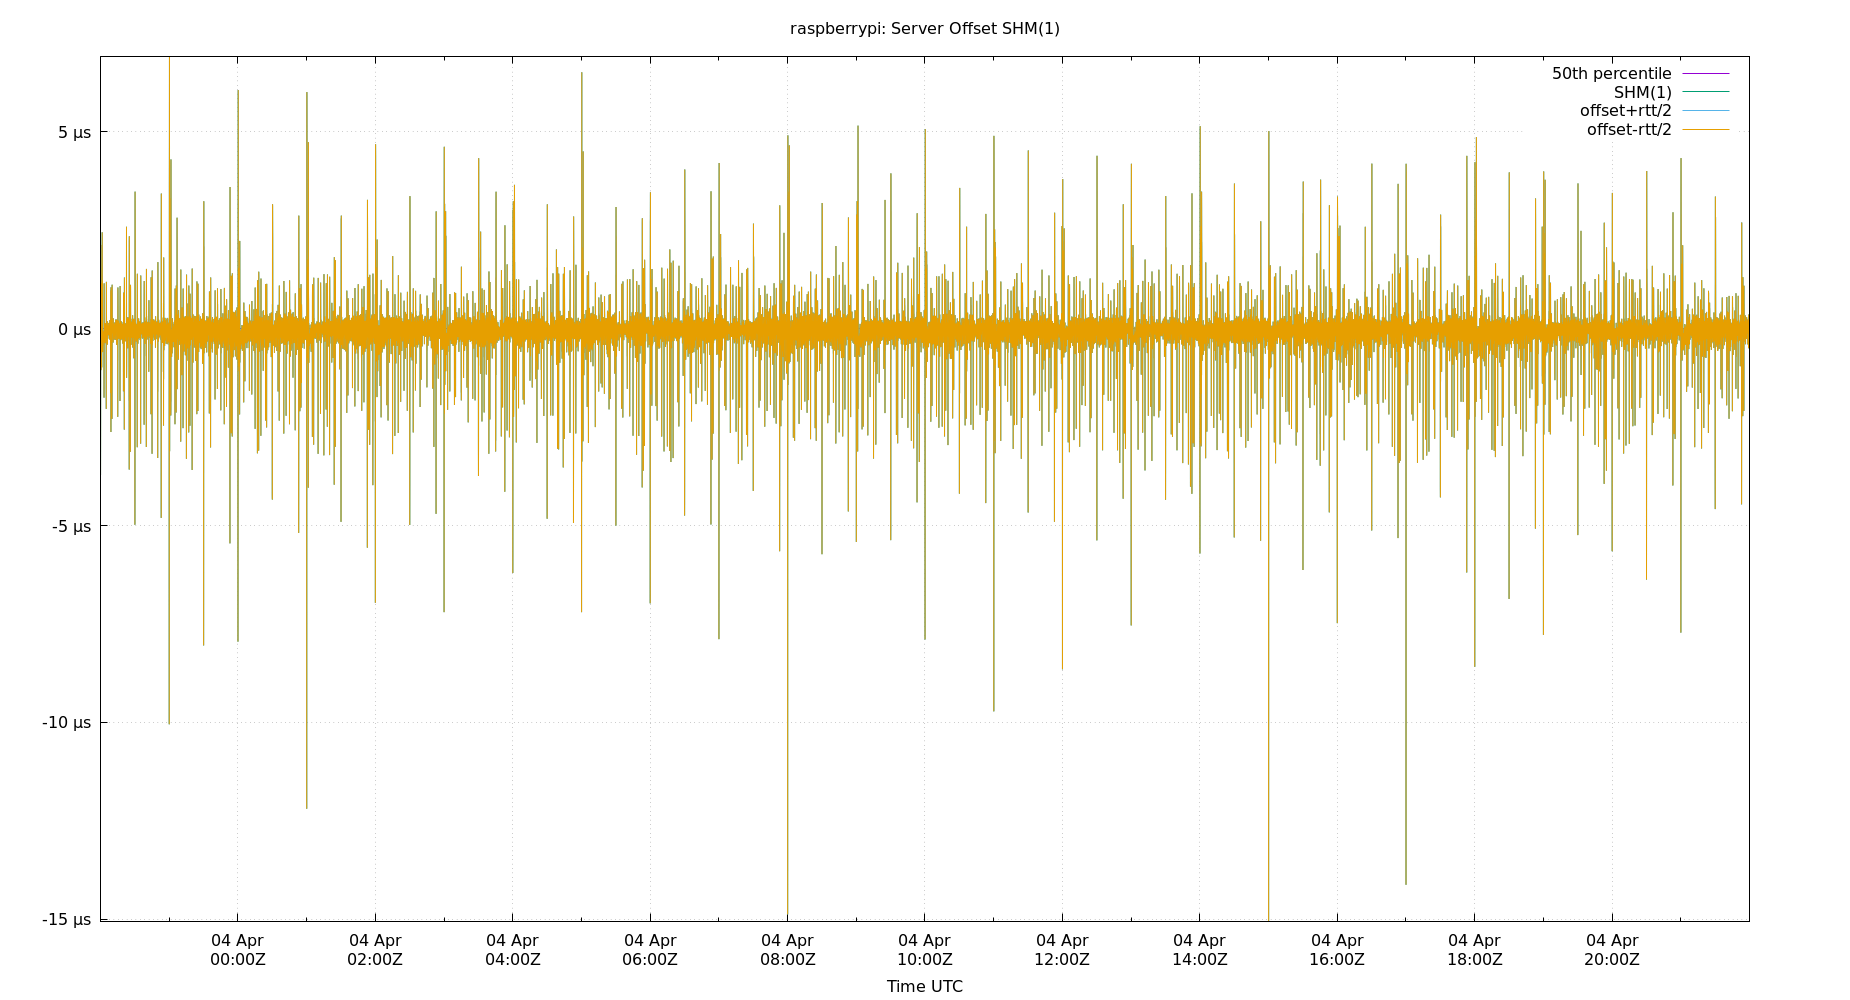 raspberrypi: Server Offset SHM(1)
50th percentile
SHM(1)
offset+rtt/2
offset-rtt/2
5 µs
0 µs
-5 µs
-10 µs
-15 µs
04 Apr 04 Apr 04 Apr 04 Apr 04 Apr 04 Apr 04 Apr 04 Apr 04 Apr 04 Apr 04 Apr
00:00Z 02:00Z 04:00Z 06:00Z 08:00Z 10:00Z 12:00Z 14:00Z 16:00Z 18:00Z 20:00Z
Time UTC